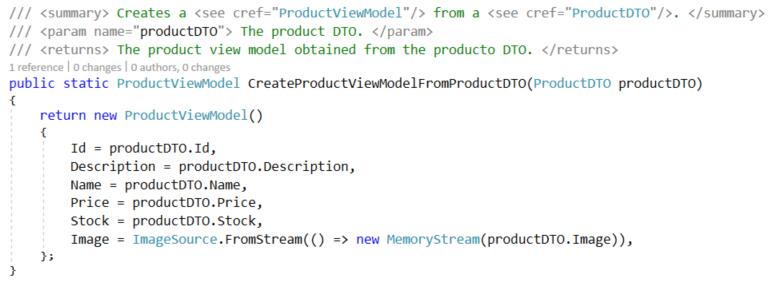 /// <summary> Creates a <see cref="ProductViewModel"/> from a <see cref="ProductDTO"/>. </summary>
/// <param name="productDTO"> The product DTO. </param>
/// <returns> The product view model obtained from the producto DTO. </returns>
1 reference | 0 changes | 0 authors, 0 changes
public static ProductViewModel CreateProductViewModelFromProductDTO(ProductDTO productDTO)
{
    return new ProductViewModel()
    {
        Id = productDTO.Id,
        Description = productDTO.Description,
        Name = productDTO.Name,
        Price = productDTO.Price,
        Stock = productDTO.Stock,
        Image = ImageSource.FromStream(() => new MemoryStream(productDTO.Image)),
    };
}